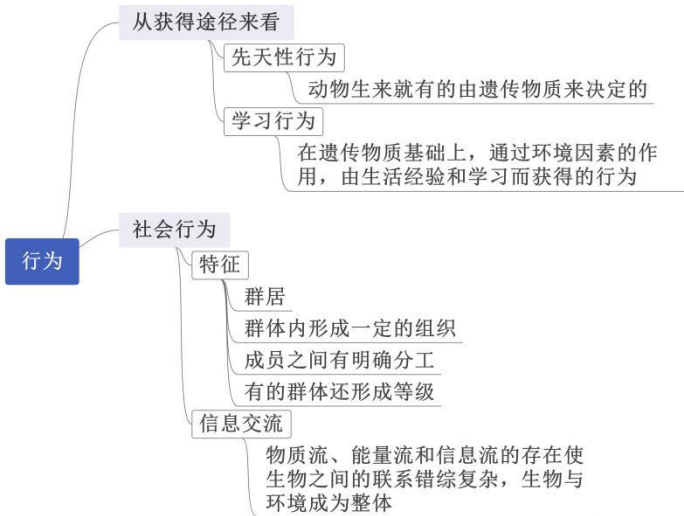 从获得途径来看
先天性行为
动物生来就有的由遗传物质来决定的
学习行为
在遗传物质基础上，通过环境因素的作
用，由生活经验和学习而获得的行为
行为
社会行为
特征
群居
群体内形成一定的组织
成员之间有明确分工
有的群体还形成等级
信息交流
物质流、能量流和信息流的存在使
生物之间的联系错综复杂，生物与
环境成为整体